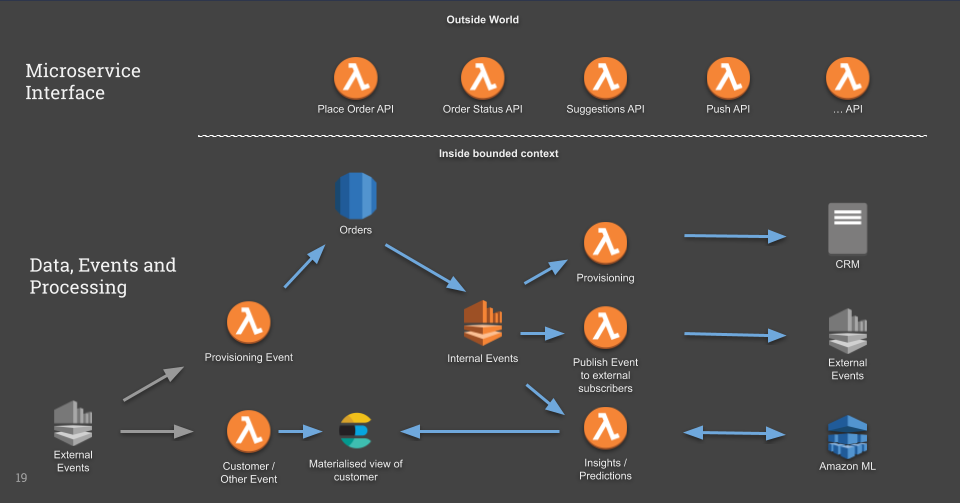 Outside World
Microservice
Interface
Place Order API
Order Status API
Suggestions API
Push API
... API
Inside bounded context
Orders
Provisioning
CRM
Data, Events and
Processing
Provisioning Event
Internal Events
Publish Event
to external
subscribers
External
Events
External
Events
Customer /
Other Event
Materialised view of
customer
Insights /
Predictions
Amazon ML
19